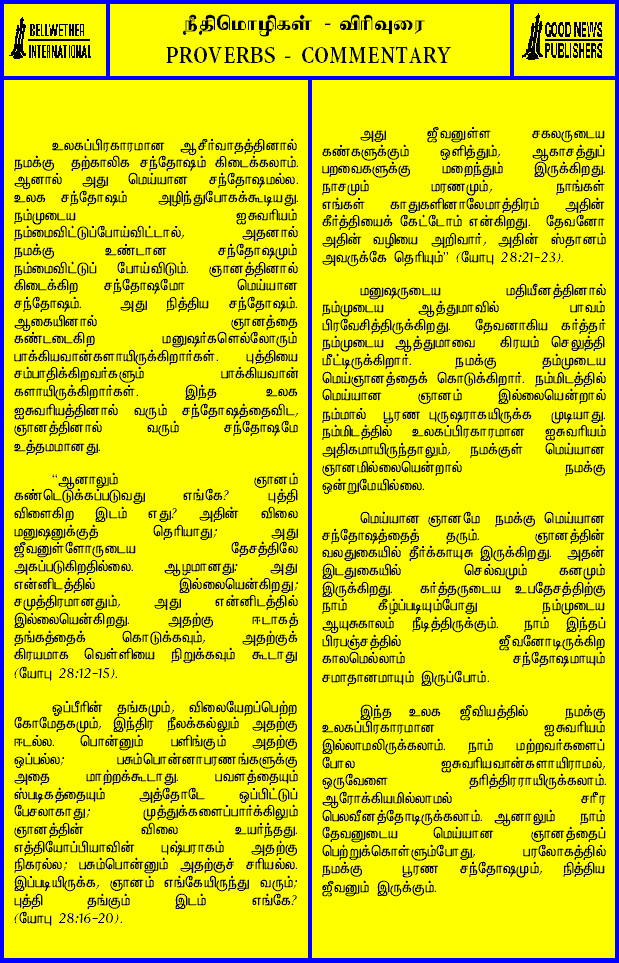 BELLWETHER
INTERNATIONAL
நீதிமொழிகள் - விரிவுரை
PROVERBS - COMMENTARY
GOOD NEWS
PUBLISHERS
உலகப்பிரகாரமான ஆசீர்வாதத்தினால்
நமக்கு தற்காலிக சந்தோஷம் கிடைக்கலாம்.
ஆனால் அது மெய்யான சந்தோஷமல்ல.
உலக சந்தோஷம் அழிந்துபோகக்கூடியது.
நம்முடைய ஐசுவரியம்
நம்மைவிட்டுப்போய்விட்டால், அதனால்
நமக்கு உண்டான சந்தோஷமும்
நம்மைவிட்டுப் போய்விடும். ஞானத்தினால்
கிடைக்கிற சந்தோஷமோ மெய்யான
சந்தோஷம். அது நித்திய சந்தோஷம்.
ஆகையினால் ஞானத்தை
கண்டடைகிற மனுஷர்களெல்லோரும்
பாக்கியவான்களாயிருக்கிறார்கள். புத்தியை
சம்பாதிக்கிறவர்களும் பாக்கியவான்
களாயிருக்கிறார்கள். இந்த உலக
ஐசுவரியத்தினால் வரும் சந்தோஷத்தைவிட,
ஞானத்தினால் வரும் சந்தோஷமே
உத்தமமானது.
“ஆனாலும் ஞானம்
கண்டெடுக்கப்படுவது எங்கே? புத்தி
விளைகிற இடம் எது? அதின் விலை
மனுஷனுக்குத் தெரியாது; அது
ஜீவனுள்ளோருடைய தேசத்திலே
அகப்படுகிறதில்லை. ஆழமானது; அது
என்னிடத்தில் இல்லையென்கிறது;
சமுத்திரமானதும், அது என்னிடத்தில்
இல்லையென்கிறது. அதற்கு ஈடாகத்
தங்கத்தைக் கொடுக்கவும், அதற்குக்
கிரயமாக வெள்ளியை நிறுக்கவும் கூடாது
(யோபு 28:12-15).
ஒப்பீரின் தங்கமும், விலையேறப்பெற்ற
கோமேதகமும், இந்திர நீலக்கல்லும் அதற்கு
ஈடல்ல. பொன்னும் பளிங்கும் அதற்கு
ஒப்பல்ல; பசும்பொன்னாபரணங்களுக்கு
அதை மாற்றக்கூடாது. பவளத்தையும்
ஸ்படிகத்தையும் அத்தோடே ஒப்பிட்டுப்
பேசலாகாது; முத்துக்களைப்பார்க்கிலும்
ஞானத்தின் விலை உயர்ந்தது.
எத்தியோப்பியாவின் புஷ்பராகம் அதற்கு
நிகரல்ல; பசும்பொன்னும் அதற்குச் சரியல்ல.
இப்படியிருக்க, ஞானம் எங்கேயிருந்து வரும்;
புத்தி தங்கும் இடம் எங்கே?
(யோபு 28:16-20).
அது ஜீவனுள்ள சகலருடைய
கண்களுக்கும் ஒளித்தும், ஆகாசத்துப்
பறவைகளுக்கு மறைந்தும் இருக்கிறது.
நாசமும் மரணமும், நாங்கள்
எங்கள் காதுகளினாலேமாத்திரம் அதின்
கீர்த்தியைக் கேட்டோம் என்கிறது. தேவனோ
அதின் வழியை அறிவார், அதின் ஸ்தானம்
அவருக்கே தெரியும்” (யோபு 28:21-23).
மனுஷருடைய மதியீனத்தினால்
நம்முடைய ஆத்துமாவில் பாவம்
பிரவேசித்திருக்கிறது. தேவனாகிய கர்த்தர்
நம்முடைய ஆத்துமாவை கிரயம் செலுத்தி
மீட்டிருக்கிறார். நமக்கு தம்முடைய
மெய்ஞானத்தைக் கொடுக்கிறார். நம்மிடத்தில்
மெய்யான ஞானம் இல்லையென்றால்
நம்மால் பூரண புருஷராகயிருக்க முடியாது.
நம்மிடத்தில் உலகப்பிரகாரமான ஐசுவரியம்
அதிகமாயிருந்தாலும், நமக்குள் மெய்யான
ஞானமில்லையென்றால் நமக்கு
ஒன்றுமேயில்லை.
மெய்யான ஞானமே நமக்கு மெய்யான
சந்தோஷத்தைத் தரும். ஞானத்தின்
வலதுகையில் தீர்க்காயுசு இருக்கிறது. அதன்
இடதுகையில் செல்வமும் கனமும்
இருக்கிறது. கர்த்தருடைய உபதேசத்திற்கு
நாம் கீழ்ப்படியும்போது நம்முடைய
ஆயுசுகாலம் நீடித்திருக்கும். நாம் இந்தப்
பிரபஞ்சத்தில் ஜீவனோடிருக்கிற
காலமெல்லாம் சந்தோஷமாயும்
சமாதானமாயும் இருப்போம்.
இந்த உலக ஜீவியத்தில் நமக்கு
உலகப்பிரகாரமான ஐசுவரியம்
இல்லாமலிருக்கலாம். நாம் மற்றவர்களைப்
போல ஐசுவரியவான்களாயிராமல்,
ஒருவேளை தரித்திரராயிருக்கலாம்.
ஆரோக்கியமில்லாமல் சரீர
பெலவீனத்தோடிருக்கலாம். ஆனாலும் நாம்
தேவனுடைய மெய்யான ஞானத்தைப்
பெற்றுக்கொள்ளும்போது, பரலோகத்தில்
நமக்கு பூரண சந்தோஷமும், நித்திய
ஜீவனும் இருக்கும்.